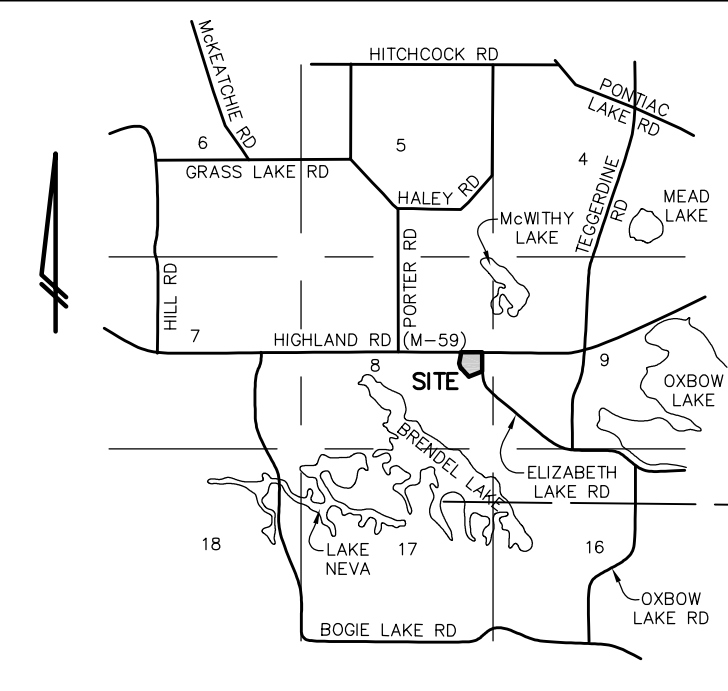 HITCHCOCK RD
McKEATCHIE RD
PONTIAC
LAKE RD
6
5
4
GRASS LAKE RD
HALEY RD
TEGGERDINE
RD
MEAD
LAKE
McWITHY
LAKE
PORTER RD
HILL RD
7
HIGHLAND RD (M-59)
8
9
SITE
OXBOW
LAKE
BRENDEL LAKE
ELIZABETH
LAKE RD
18
LAKE
NEVA
17
16
OXBOW
LAKE RD
BOGIE LAKE RD